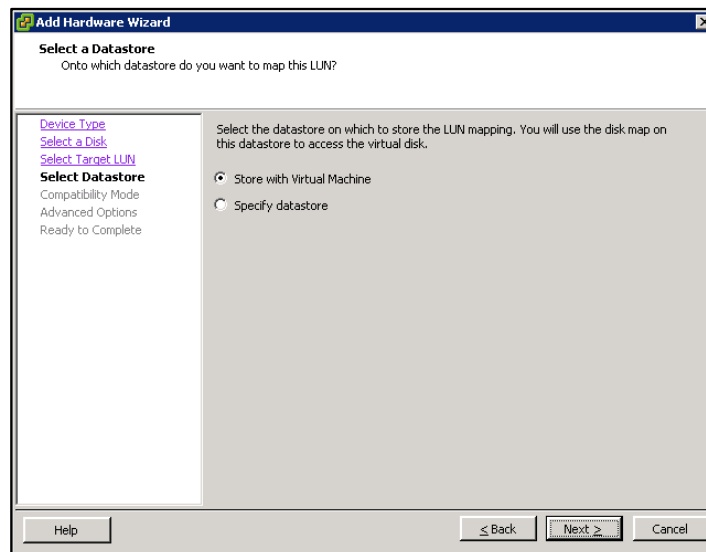 Add Hardware Wizard
Select a Datastore
Onto which datastore do you want to map this LUN?
Device Type
Select a Disk
Select Target LUN
Select Datastore
Compatibility Mode
Advanced Options
Ready to Complete
Select the datastore on which to store the LUN mapping. You will use the disk map on
this datastore to access the virtual disk.
Store with Virtual Machine
Specify datastore
Help
< Back
Next >
Cancel